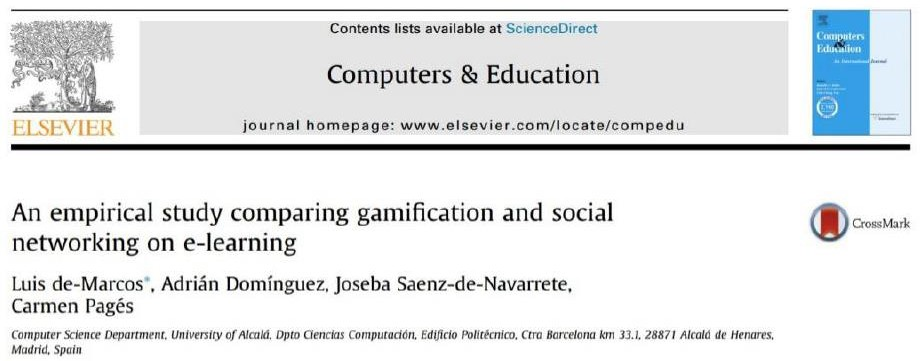 Contents lists available at ScienceDirect
Computers & Education
journal homepage: www.elsevier.com/locate/compedu
ELSEVIER
Computers
&
Education
An International Journal
An empirical study comparing gamification and social
networking on e-learning
CrossMark
Luis de-Marcos*, Adrián Domínguez, Joseba Saenz-de-Navarrete,
Carmen Pagés
Computer Science Department, University of Alcalá, Dpto Ciencias Computación, Edificio Politécnico, Ctra Barcelona km 33.1, 28871 Alcalá de Henares,
Madrid, Spain